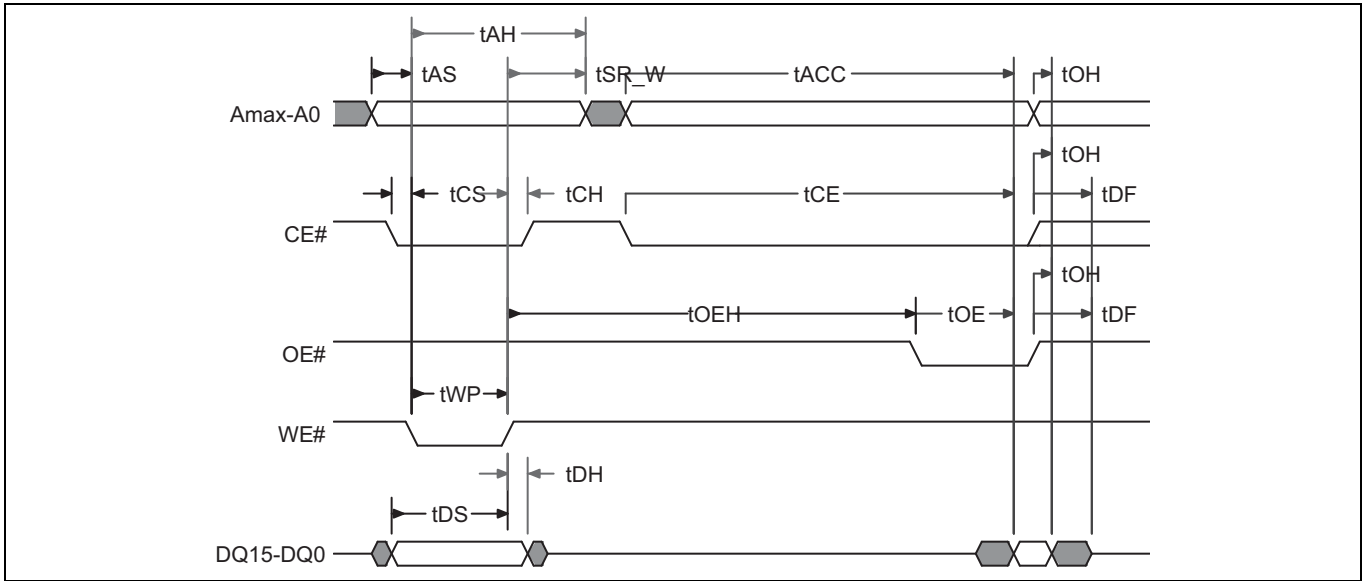 tAH
tAS
tSR_W
tACC
tOH
Amax-A0
tOH
tCS
tCH
tCE
tDF
CE#
tOH
tOEH
tOE
tDF
OE#
tWP
WE#
tDH
tDS
DQ15-DQ0